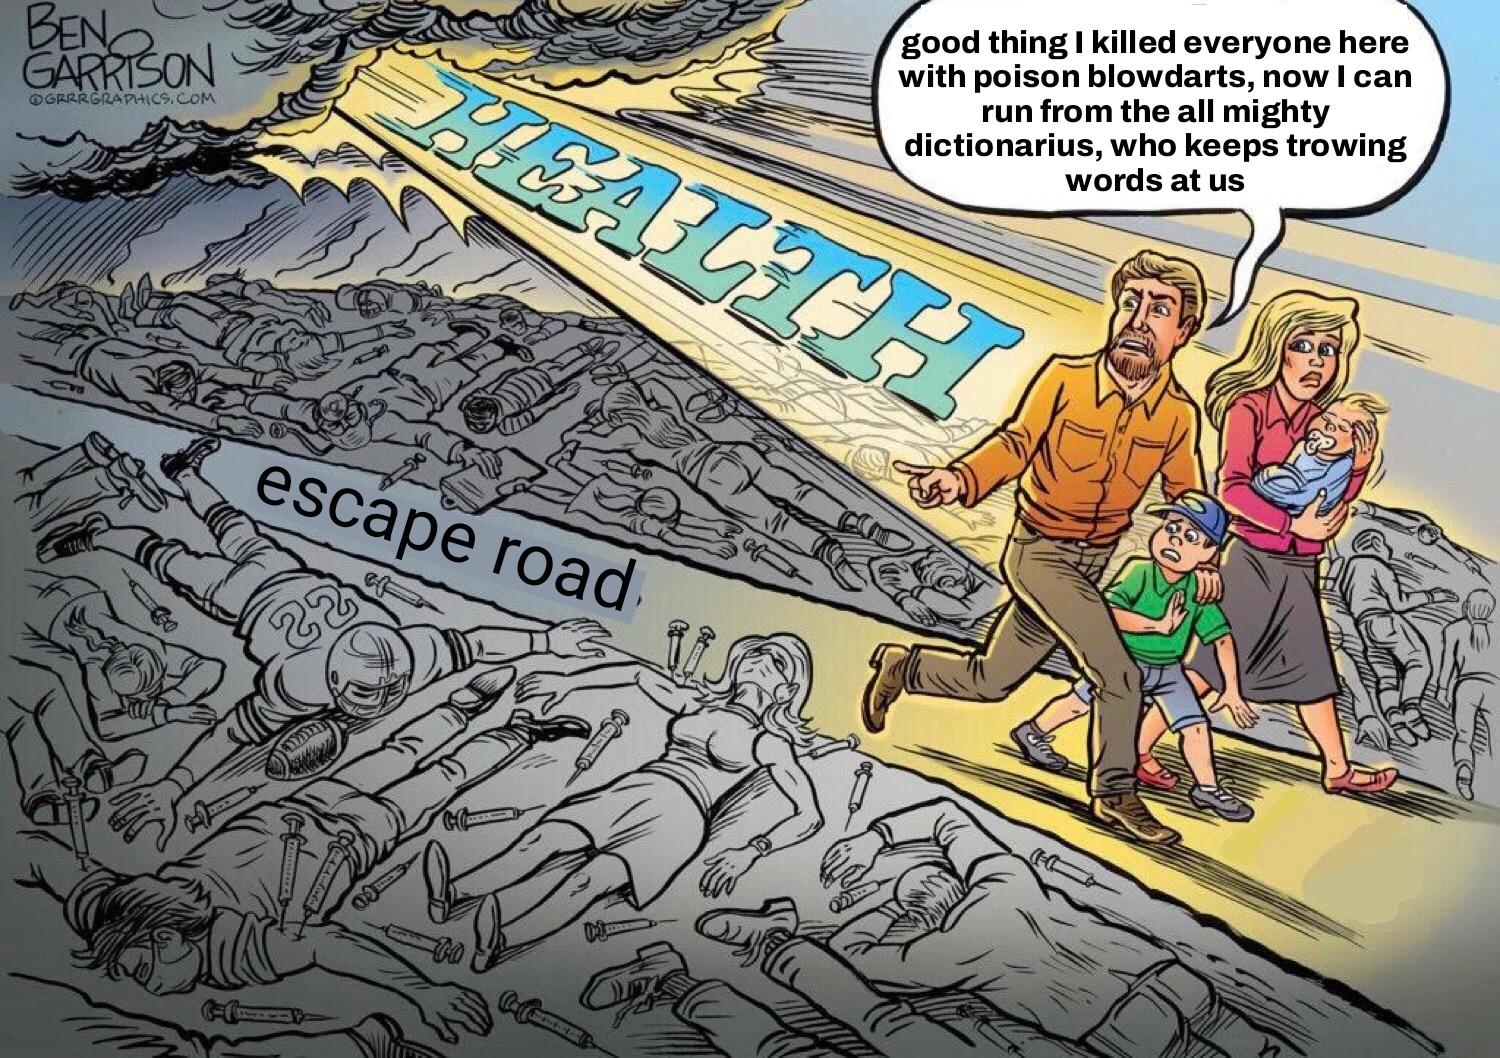 BEN
GARRISON
©GRRRGRAPHICS.COM
good thing I killed everyone here
with poison blowdarts, now I can
run from the all mighty
dictionarius, who keeps trowing
words at us
HEALTH
escape road
22